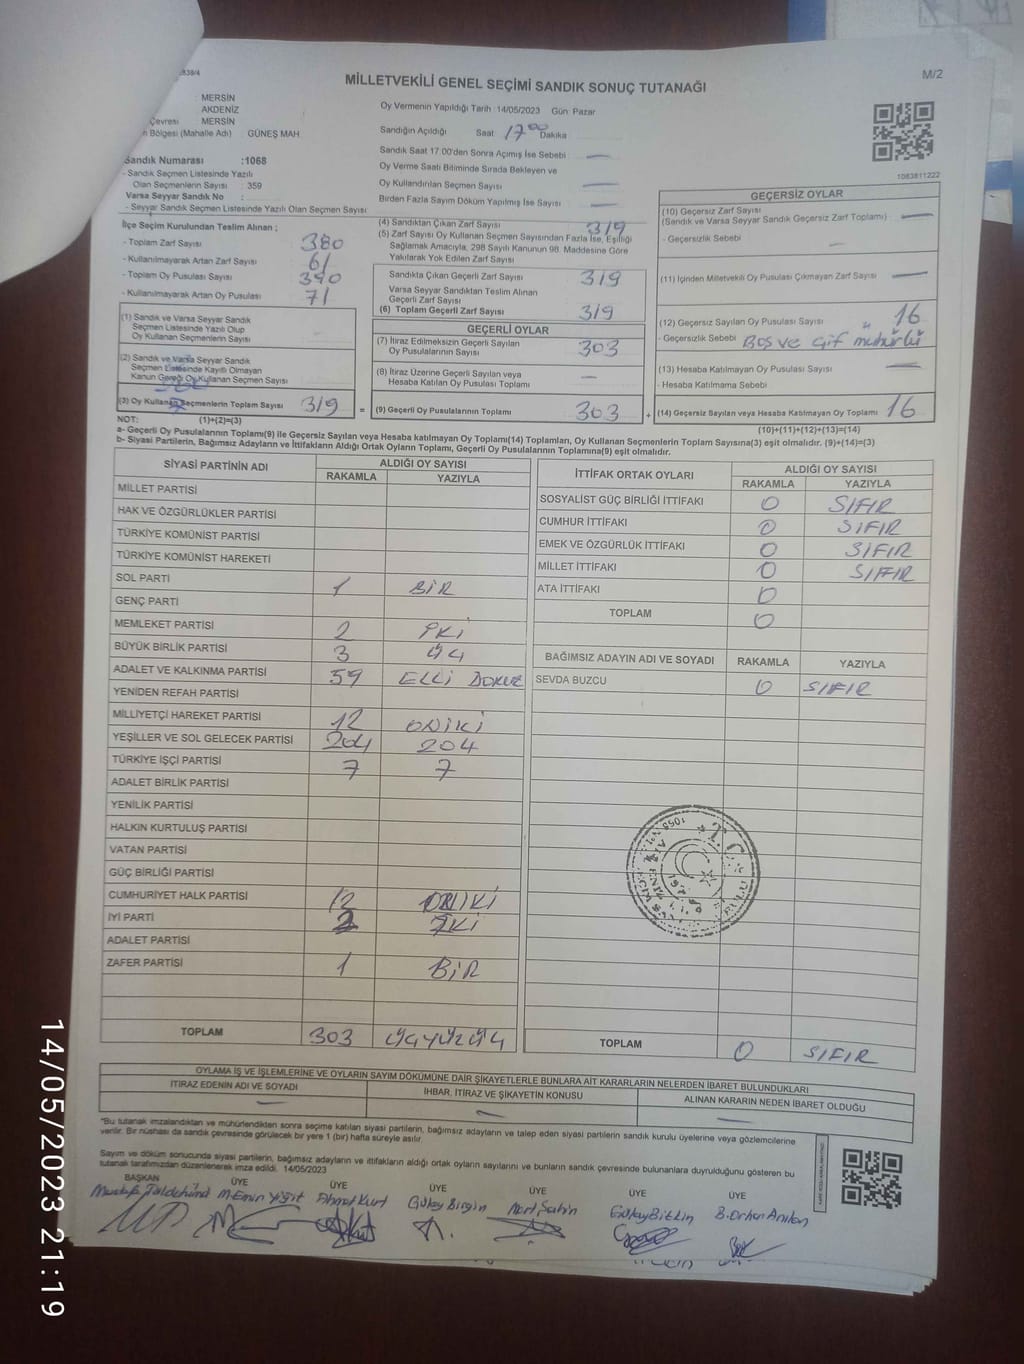 838/4
MİLLETVEKİLİ GENEL SEÇİMİ SANDIK SONUÇ TUTANAĞI
M/2
MERSİN
AKDENİZ
Çevresi MERSİN
Bölgesi (Mahalle Adı) GÜNEŞ MAH
Sandık Numarası :1068
- Sandık Seçmen Listesinde Yazılı
Olan Seçmenlerin Sayısı : 359
Varsa Seyyar Sandık No :
- Seyyar Sandık Seçmen Listesinde Yazılı Olan Seçmen Sayısı
İlçe Seçim Kurulundan Teslim Alınan ;
- Toplam Zarf Sayısı 380
- Kullanılmayarak Artan Zarf Sayısı 61
- Toplam Oy Pusulası Sayısı 390
- Kullanılmayarak Artan Oy Pusulası 71
(1) Sandık ve Varsa Seyyar Sandık
Seçmen Listesinde Yazılı Olup
Oy Kullanan Seçmenlerin Sayısı
(2) Sandık ve Varsa Seyyar Sandık
Seçmen Listesinde Kayıtlı Olmayan
Kanun Gereği Oy Kullanan Seçmen Sayısı
(3) Oy Kullanan Seçmenlerin Toplam Sayısı 319 =
Oy Vermenin Yapıldığı Tarih :14/05/2023 Gün: Pazar
Sandığın Açıldığı Saat 17 00 Dakika
Sandık Saat 17.00'den Sonra Açılmış İse Sebebi —
Oy Verme Saati Bitiminde Sırada Bekleyen ve
Oy Kullandırılan Seçmen Sayısı —
Birden Fazla Sayım Döküm Yapılmış İse Sayısı —
(4) Sandıktan Çıkan Zarf Sayısı 319
(5) Zarf Sayısı Oy Kullanan Seçmen Sayısından Fazla İse, Eşitliği
Sağlamak Amacıyla, 298 Sayılı Kanunun 98. Maddesine Göre
Yakılarak Yok Edilen Zarf Sayısı
Sandıkta Çıkan Geçerli Zarf Sayısı 319
Varsa Seyyar Sandıktan Teslim Alınan
Geçerli Zarf Sayısı
(6) Toplam Geçerli Zarf Sayısı 319
GEÇERLİ OYLAR
(7) İtiraz Edilmeksizin Geçerli Sayılan
Oy Pusulalarının Sayısı 303
(8) İtiraz Üzerine Geçerli Sayılan veya
Hesaba Katılan Oy Pusulası Toplamı —
(9) Geçerli Oy Pusulalarının Toplamı 303 +
1083811222
GEÇERSİZ OYLAR
(10) Geçersiz Zarf Sayısı
(Sandık ve Varsa Seyyar Sandık Geçersiz Zarf Toplamı) —
- Geçersizlik Sebebi —
(11) İçinden Milletvekili Oy Pusulası Çıkmayan Zarf Sayısı —
(12) Geçersiz Sayılan Oy Pusulası Sayısı 16
- Geçersizlik Sebebi Boş ve çift mühürlü
(13) Hesaba Katılmayan Oy Pusulası Sayısı —
- Hesaba Katılmama Sebebi
(14) Geçersiz Sayılan veya Hesaba Katılmayan Oy Toplamı 16
NOT: (1)+(2)=(3) (10)+(11)+(12)+(13)=(14)
a- Geçerli Oy Pusulalarının Toplamı(9) ile Geçersiz Sayılan veya Hesaba katılmayan Oy Toplamı(14) Toplamları, Oy Kullanan Seçmenlerin Toplam Sayısına(3) eşit olmalıdır. (9)+(14)=(3)
b- Siyasi Partilerin, Bağımsız Adayların ve İttifakların Aldığı Ortak Oyların Toplamı, Geçerli Oy Pusulalarının Toplamına(9) eşit olmalıdır.
SİYASİ PARTİNİN ADI ALDIĞI OY SAYISI
RAKAMLA YAZIYLA
MİLLET PARTİSİ
HAK VE ÖZGÜRLÜKLER PARTİSİ
TÜRKİYE KOMÜNİST PARTİSİ
TÜRKİYE KOMÜNİST HAREKETİ
SOL PARTİ 1 BİR
GENÇ PARTİ
MEMLEKET PARTİSİ 2 İKİ
BÜYÜK BİRLİK PARTİSİ 3 Üç
ADALET VE KALKINMA PARTİSİ 59 ELLİ DOKUZ
YENİDEN REFAH PARTİSİ
MİLLİYETÇİ HAREKET PARTİSİ 12 ONİKİ
YEŞİLLER VE SOL GELECEK PARTİSİ 204 204
TÜRKİYE İŞÇİ PARTİSİ 7 7
ADALET BİRLİK PARTİSİ
YENİLİK PARTİSİ
HALKIN KURTULUŞ PARTİSİ
VATAN PARTİSİ
GÜÇ BİRLİĞİ PARTİSİ
CUMHURİYET HALK PARTİSİ 12 ONİKİ
İYİ PARTİ 2 İKİ
ADALET PARTİSİ
ZAFER PARTİSİ 1 BİR
TOPLAM 303 ÜçYÜZÜç
İTTİFAK ORTAK OYLARI ALDIĞI OY SAYISI
RAKAMLA YAZIYLA
SOSYALİST GÜÇ BİRLİĞİ İTTİFAKI 0 SIFIR
CUMHUR İTTİFAKI 0 SIFIR
EMEK VE ÖZGÜRLÜK İTTİFAKI 0 SIFIR
MİLLET İTTİFAKI 0 SIFIR
ATA İTTİFAKI 0
TOPLAM 0
BAĞIMSIZ ADAYIN ADI VE SOYADI RAKAMLA YAZIYLA
SEVDA BUZCU 0 SIFIR
TOPLAM 0 SIFIR
OYLAMA İŞ VE İŞLEMLERİNE VE OYLARIN SAYIM DÖKÜMÜNE DAİR ŞİKAYETLERLE BUNLARA AİT KARARLARIN NELERDEN İBARET BULUNDUKLARI
İTİRAZ EDENİN ADI VE SOYADI İHBAR, İTİRAZ VE ŞİKAYETİN KONUSU ALINAN KARARIN NEDEN İBARET OLDUĞU
— — —
*Bu tutanak imzalandıktan ve mühürlendikten sonra seçime katılan siyasi partilerin, bağımsız adayların ve talep eden siyasi partilerin sandık kurulu üyelerine veya gözlemcilerine
verilir. Bir nüshası da sandık çevresinde görülecek bir yere 1 (bir) hafta süreyle asılır.
Sayım ve döküm sonucunda siyasi partilerin, bağımsız adayların ve ittifakların aldığı ortak oyların sayılarını ve bunların sandık çevresinde bulunanlara duyrulduğunu gösteren bu
tutanak tarafımızdan düzenlenerek imza edildi. 14/05/2023
BAŞKAN ÜYE ÜYE ÜYE ÜYE ÜYE ÜYE
Mustafa M.Emin Yiğit Ahmet Kurt Gülay Birgin Mert Şahin Gülay B.Orhan Arslan
14/05/2023 21:19